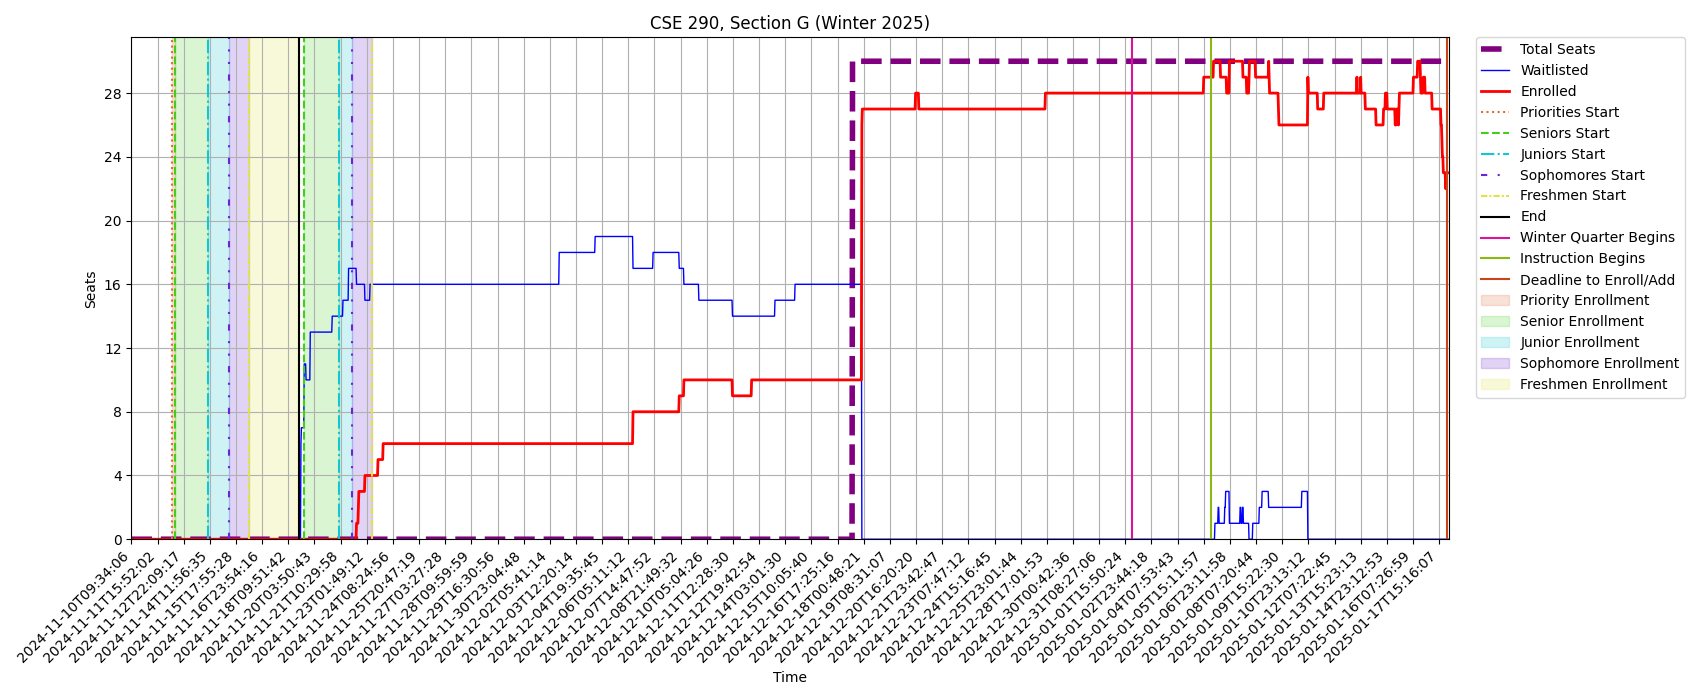 CSE 290, Section G (Winter 2025)
Seats
28
24
20
16
12
8
4
0
2024-11-10T09:34:06
2024-11-11T15:52:02
2024-11-12T22:09:17
2024-11-14T11:56:35
2024-11-15T17:55:28
2024-11-16T23:54:16
2024-11-18T09:51:42
2024-11-20T03:50:43
2024-11-21T10:29:58
2024-11-23T01:49:12
2024-11-24T08:24:56
2024-11-25T20:47:19
2024-11-27T03:27:28
2024-11-28T09:59:59
2024-11-29T16:30:56
2024-11-30T23:04:48
2024-12-02T05:41:14
2024-12-03T12:20:14
2024-12-04T19:35:45
2024-12-06T05:11:12
2024-12-07T14:47:52
2024-12-08T21:49:32
2024-12-10T05:04:26
2024-12-11T12:28:30
2024-12-12T19:42:54
2024-12-14T03:01:30
2024-12-15T10:05:40
2024-12-16T17:25:16
2024-12-18T00:48:21
2024-12-19T08:31:07
2024-12-20T16:20:20
2024-12-21T23:42:47
2024-12-23T07:47:12
2024-12-24T15:16:45
2024-12-25T23:01:44
2024-12-28T17:01:53
2024-12-30T00:42:36
2024-12-31T08:27:06
2025-01-01T15:50:24
2025-01-02T23:44:18
2025-01-04T07:53:43
2025-01-05T15:11:57
2025-01-06T23:11:58
2025-01-08T07:20:44
2025-01-09T15:22:30
2025-01-10T23:13:12
2025-01-12T07:22:45
2025-01-13T15:23:13
2025-01-14T23:12:53
2025-01-16T07:26:59
2025-01-17T15:16:07
Time
Total Seats
Waitlisted
Enrolled
Priorities Start
Seniors Start
Juniors Start
Sophomores Start
Freshmen Start
End
Winter Quarter Begins
Instruction Begins
Deadline to Enroll/Add
Priority Enrollment
Senior Enrollment
Junior Enrollment
Sophomore Enrollment
Freshmen Enrollment